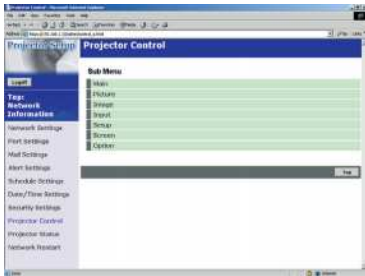 Projector Setup
Projector Control
Logoff
Top:
Network
Information
Network Settings
Port Settings
Mail Settings
Alert Settings
Schedule Settings
Date/Time Settings
Security Settings
Projector Control
Projector Status
Network Restart
Sub Menu
Main
Picture
Image
Input
Setup
Screen
Option
Top